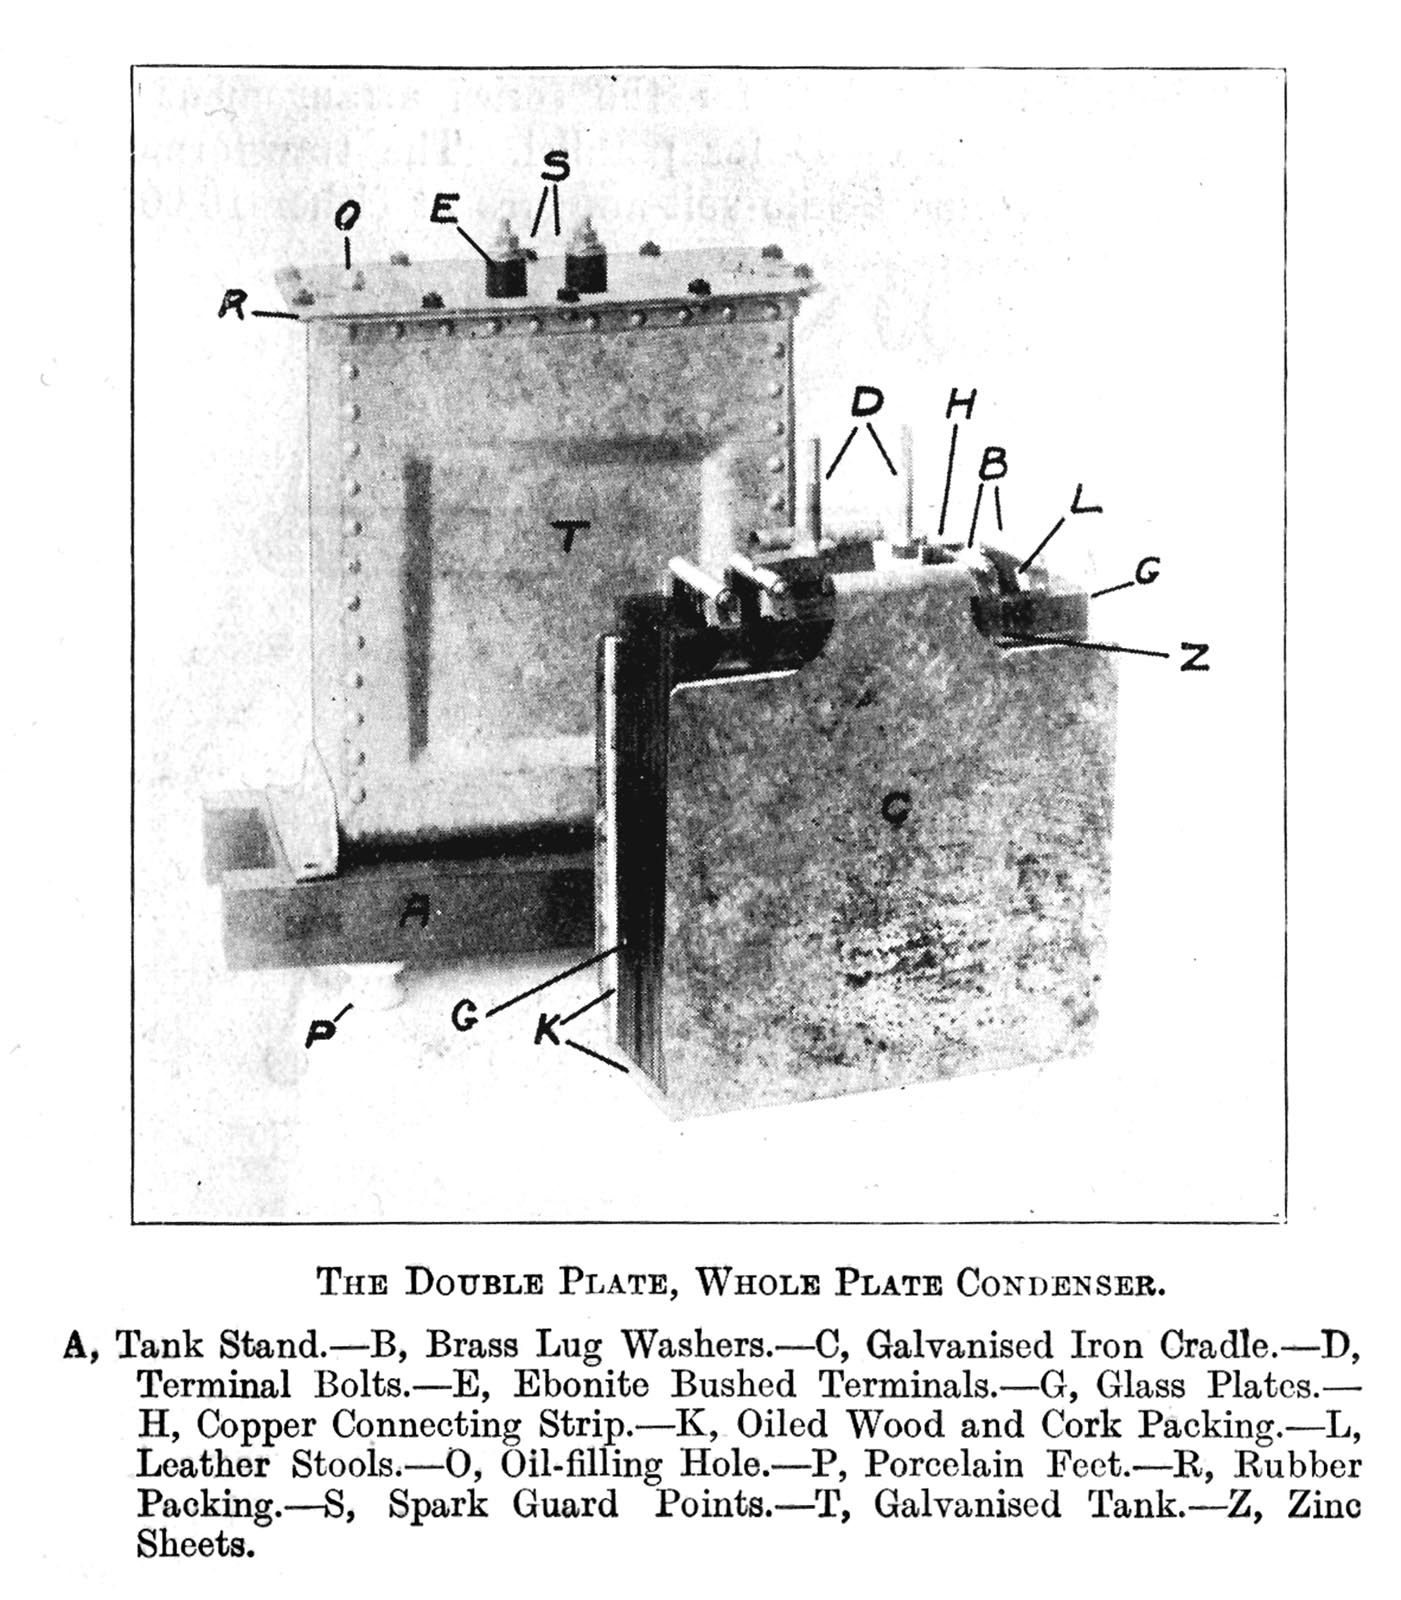 S
O
E
R
D
H
B
L
T
G
Z
C
A
G
K
P
THE DOUBLE PLATE, WHOLE PLATE CONDENSER.
A, Tank Stand.—B, Brass Lug Washers.—C, Galvanised Iron Cradle.—D,
Terminal Bolts.—E, Ebonite Bushed Terminals.—G, Glass Plates.—
H, Copper Connecting Strip.—K, Oiled Wood and Cork Packing.—L,
Leather Stools.—O, Oil-filling Hole.—P, Porcelain Feet.—R, Rubber
Packing.—S, Spark Guard Points.—T, Galvanised Tank.—Z, Zinc
Sheets.